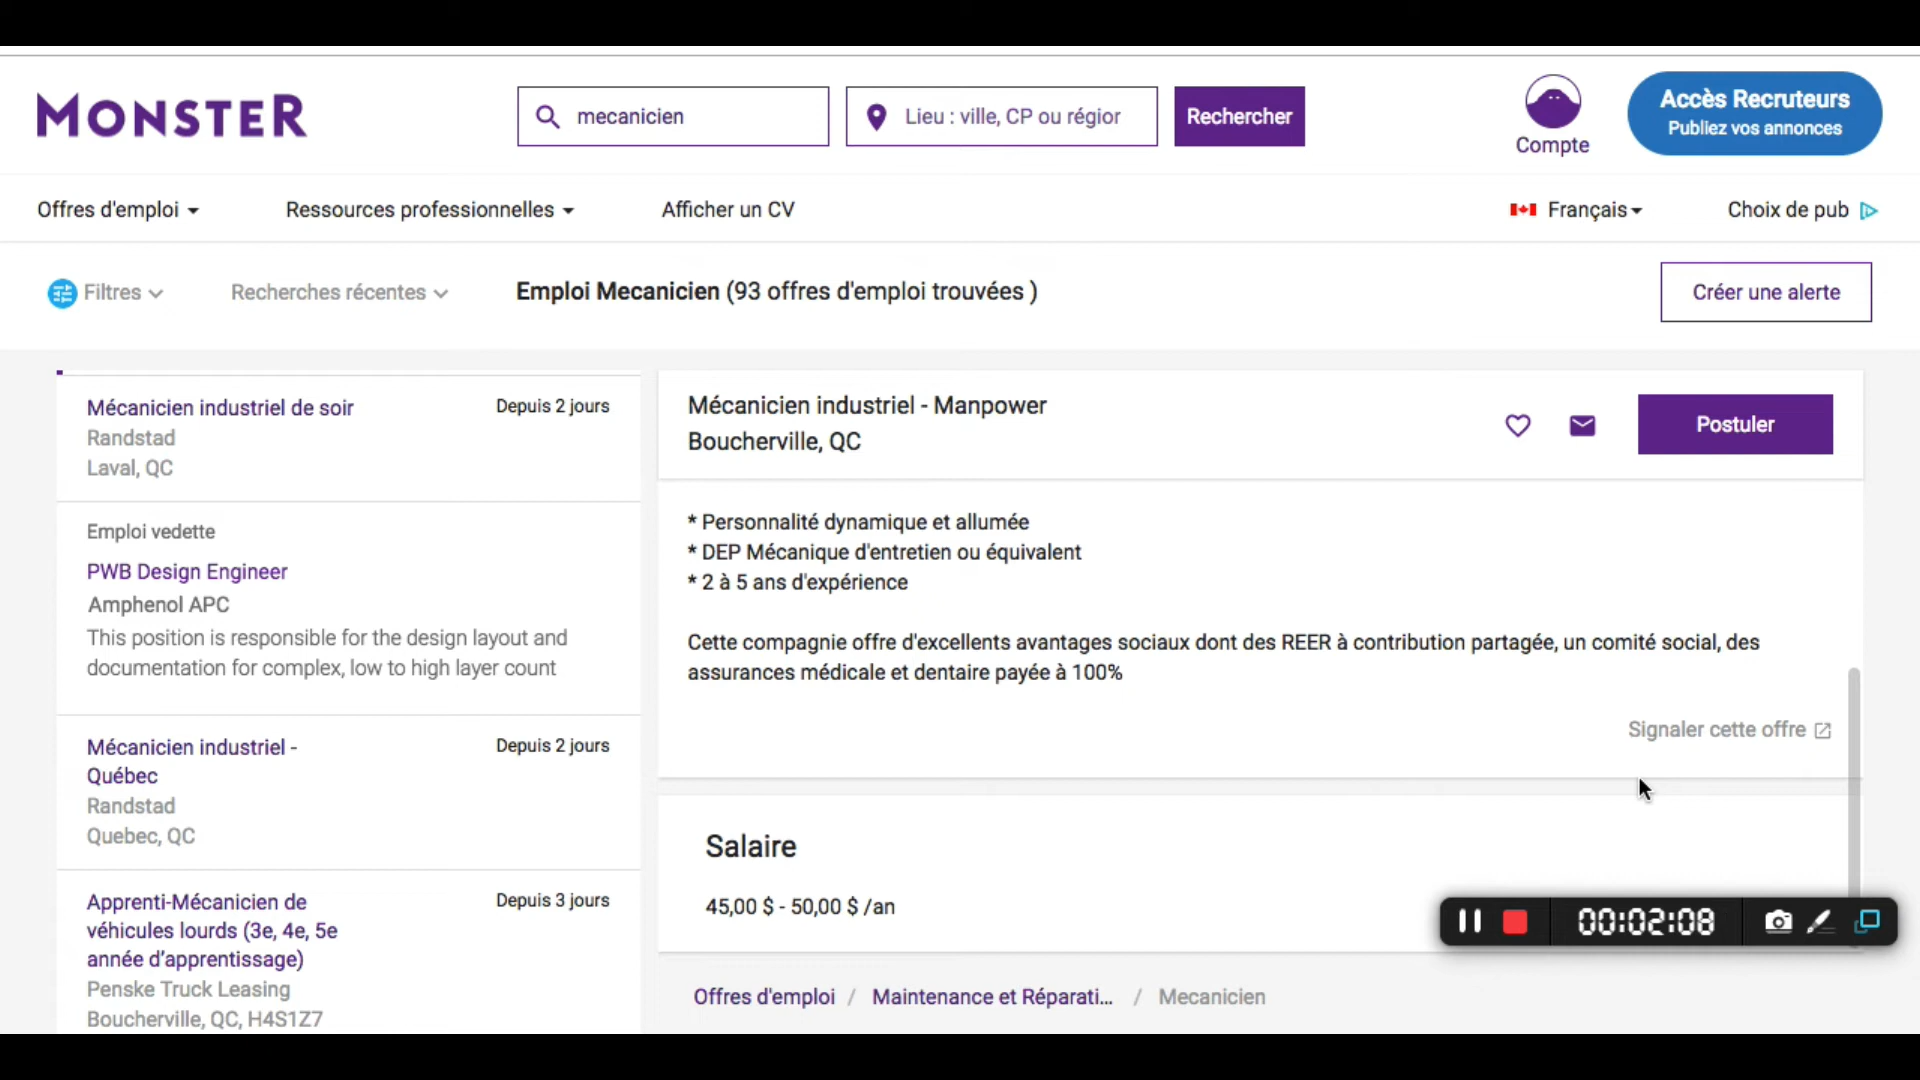 MONSTER
mecanicien
Lieu : ville, CP ou régior
Rechercher
Compte
Accès Recruteurs
Publiez vos annonces
Offres d'emploi
Ressources professionnelles
Afficher un CV
Français
Choix de pub
Filtres
Recherches récentes
Emploi Mecanicien (93 offres d'emploi trouvées )
Créer une alerte
Mécanicien industriel de soir
Depuis 2 jours
Randstad
Laval, QC
Emploi vedette
PWB Design Engineer
Amphenol APC
This position is responsible for the design layout and
documentation for complex, low to high layer count
Mécanicien industriel -
Québec
Depuis 2 jours
Randstad
Quebec, QC
Apprenti-Mécanicien de
véhicules lourds (3e, 4e, 5e
année d'apprentissage)
Depuis 3 jours
Penske Truck Leasing
Boucherville, QC, H4S1Z7
Mécanicien industriel - Manpower
Boucherville, QC
Postuler
* Personnalité dynamique et allumée
* DEP Mécanique d'entretien ou équivalent
* 2 à 5 ans d'expérience
Cette compagnie offre d'excellents avantages sociaux dont des REER à contribution partagée, un comité social, des
assurances médicale et dentaire payée à 100%
Signaler cette offre
Salaire
45,00 $ - 50,00 $ /an
00:02:08
Offres d'emploi / Maintenance et Réparati... / Mecanicien